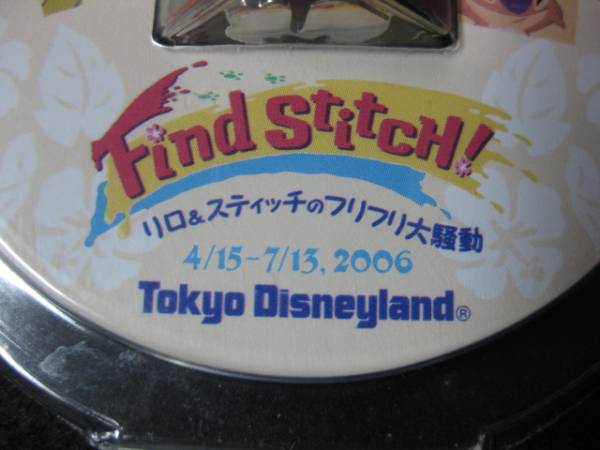 Find Stitch!
リロ&スティッチのフリフリ大騒動
4/15-7/13, 2006
Tokyo Disneyland®